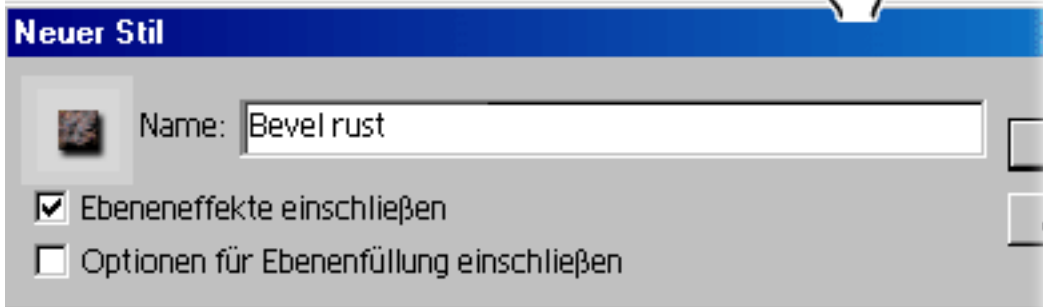 Neuer Stil
Name: Bevel rust
Ebeneneffekte einschließen
Optionen für Ebenenfüllung einschließen